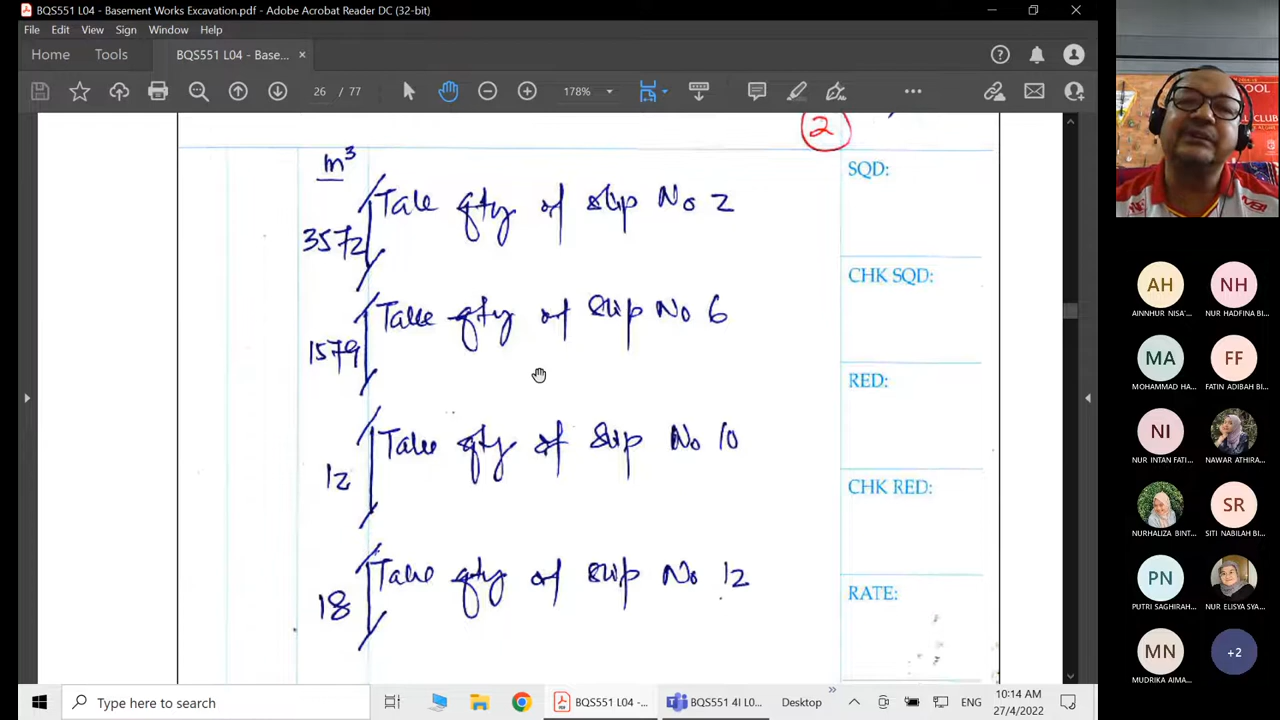 BQS551 L04 - Basement Works Excavation.pdf - Adobe Acrobat Reader DC (32-bit)
File Edit View Sign Window Help
Home Tools BQS551 L04 - Base... ×
26 / 77 178%
2
m³
Take qty of slip No 2
3572
Take qty of slip No 6
1579
Take qty of slip No 10
12
Take qty of slip No 12
18
SQD:
CHK SQD:
RED:
CHK RED:
RATE:
AH
AINNHUR NISA'...
NH
NUR HADFINA BI...
MA
MOHAMMAD HA...
FF
FATIN ADIBAH BI...
NI
NUR INTAN FATI...
NAWAR ATHIRA...
NURHALIZA BINT...
SR
SITI NABILAH BI...
PN
PUTRI SAGHIRAH...
NUR ELISYA SYA...
MN
MUDRIKA AIMA...
+2
Type here to search
BQS551 L04 -...
BQS551 4I L0...
Desktop
ENG
10:14 AM
27/4/2022